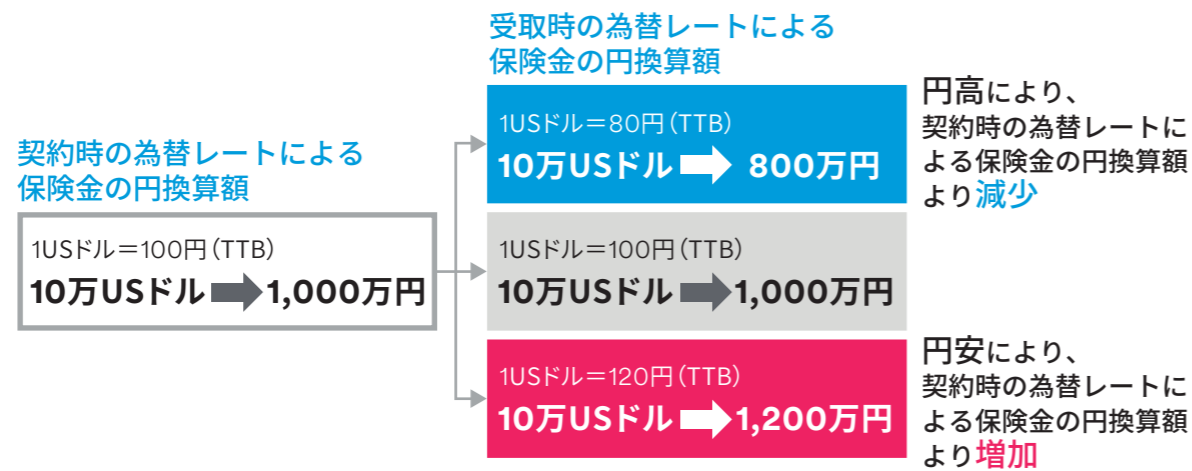 契約時の為替レートによる
保険金の円換算額
1USドル＝100円（TTB）
10万USドル 1,000万円
受取時の為替レートによる
保険金の円換算額
1USドル＝80円（TTB）
10万USドル 800万円
円高により、
契約時の為替レートに
よる保険金の円換算額
より減少
1USドル＝100円（TTB）
10万USドル 1,000万円
1USドル＝120円（TTB）
10万USドル 1,200万円
円安により、
契約時の為替レートに
よる保険金の円換算額
より増加